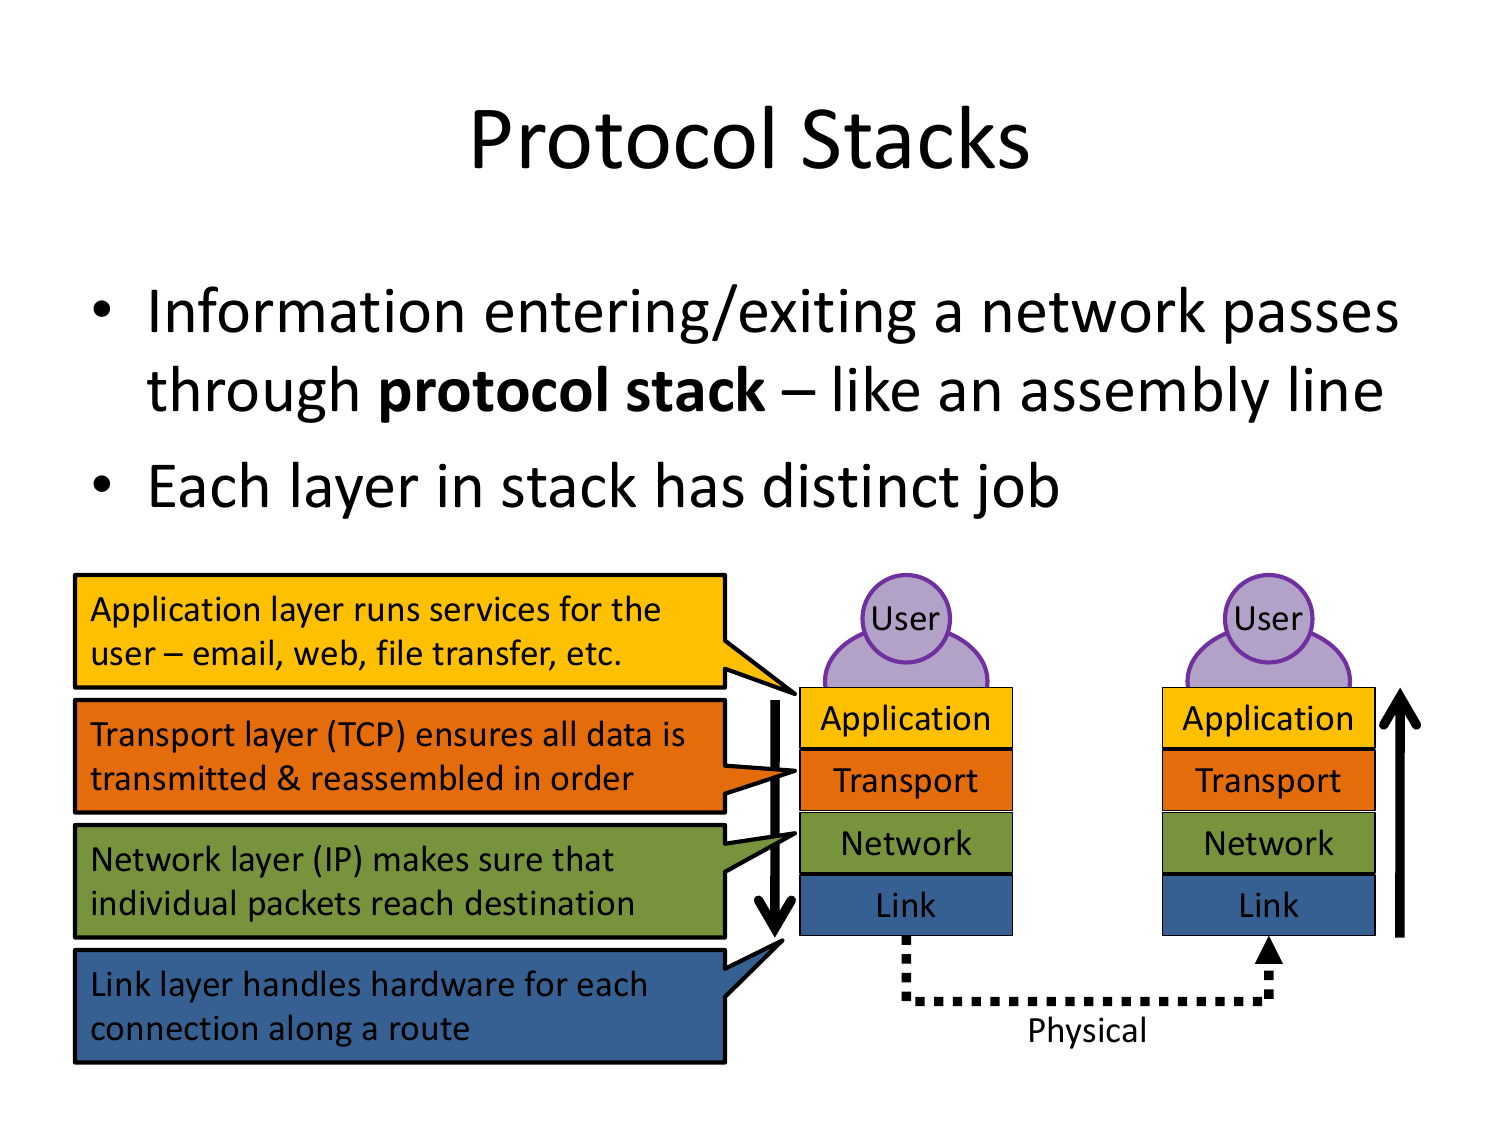 Protocol Stacks
• Information entering/exiting a network passes
through protocol stack – like an assembly line
• Each layer in stack has distinct job
Application layer runs services for the
user – email, web, file transfer, etc.
Transport layer (TCP) ensures all data is
transmitted & reassembled in order
Network layer (IP) makes sure that
individual packets reach destination
Link layer handles hardware for each
connection along a route
User
Application
Transport
Network
Link
User
Application
Transport
Network
Link
Physical